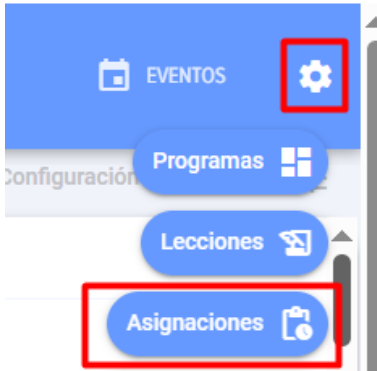 EVENTOS
Programas
Configuración
Lecciones
Asignaciones